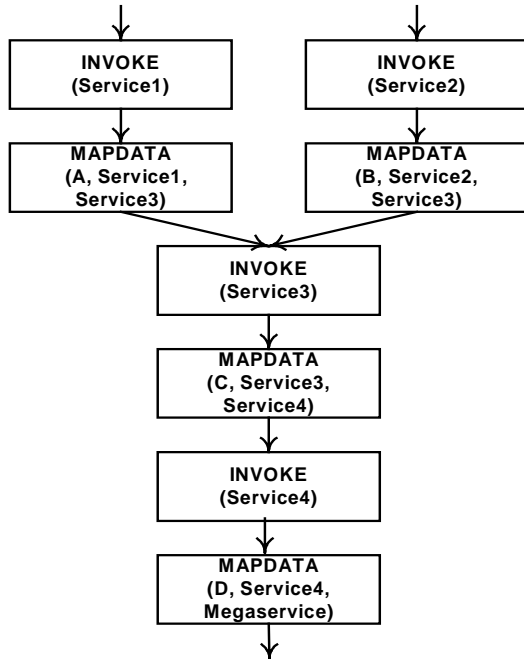 INVOKE
(Service1)
INVOKE
(Service2)
MAPDATA
(A, Service1,
Service3)
MAPDATA
(B, Service2,
Service3)
INVOKE
(Service3)
MAPDATA
(C, Service3,
Service4)
INVOKE
(Service4)
MAPDATA
(D, Service4,
Megaservice)